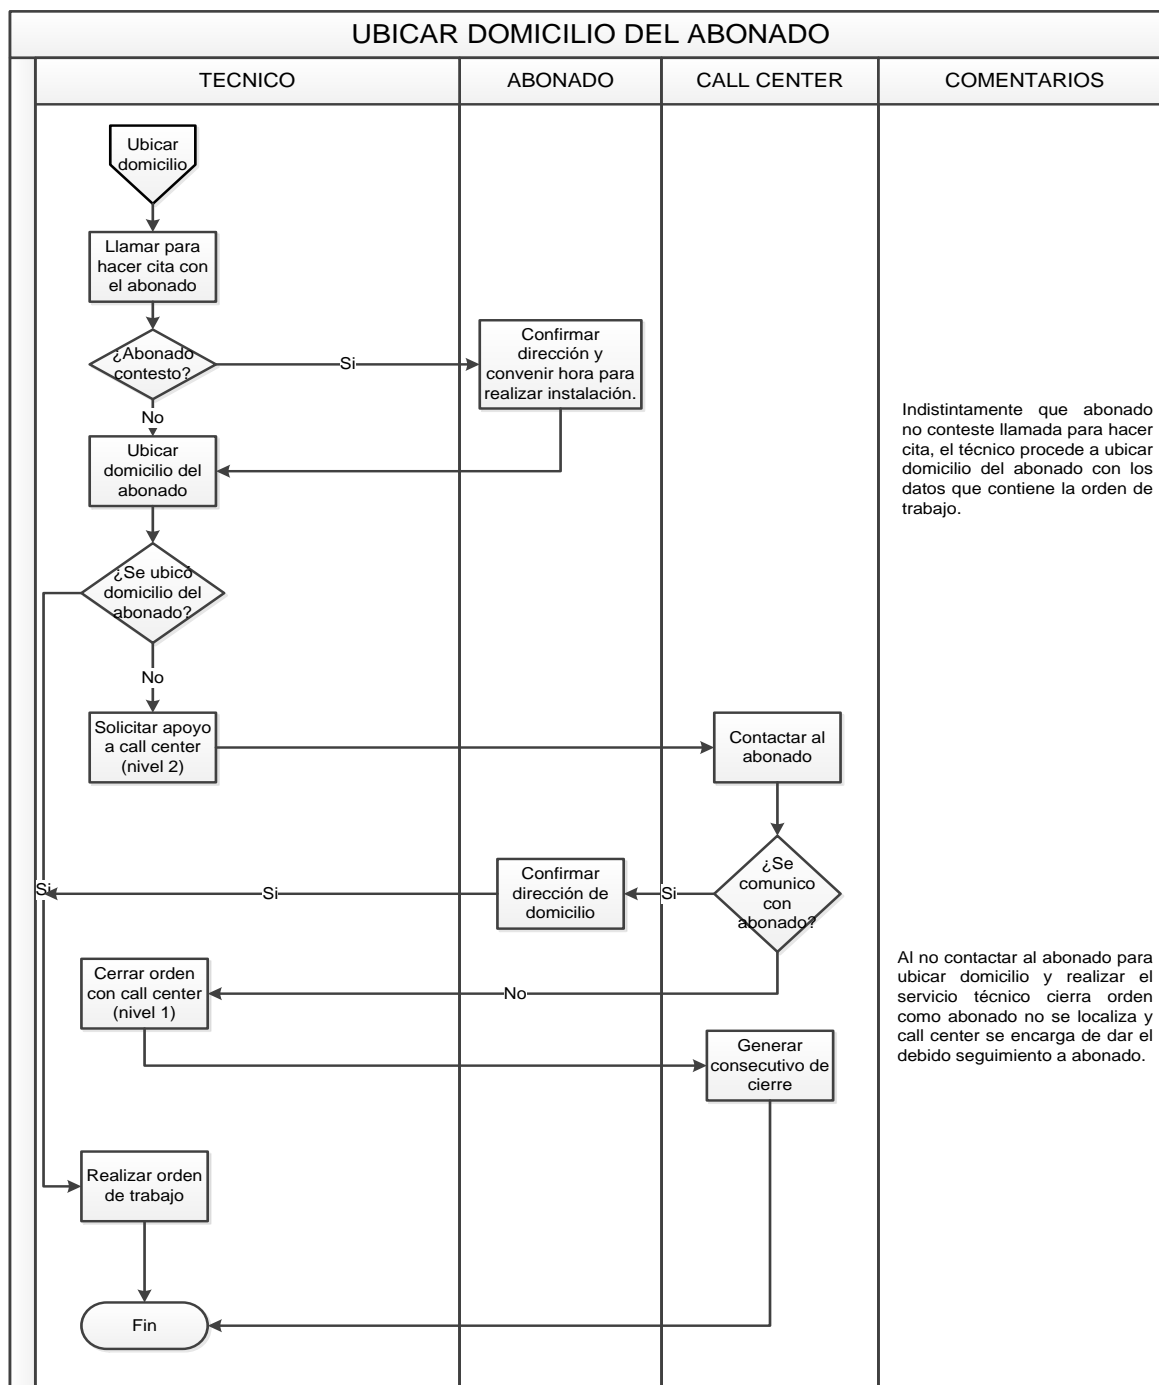 UBICAR DOMICILIO DEL ABONADO
TECNICO
ABONADO
CALL CENTER
COMENTARIOS
Ubicar
domicilio
Llamar para
hacer cita con
el abonado
¿Abonado
contesto?
Si
Confirmar
dirección y
convenir hora para
realizar instalación.
No
Ubicar
domicilio del
abonado
Indistintamente que abonado
no conteste llamada para hacer
cita, el técnico procede a ubicar
domicilio del abonado con los
datos que contiene la orden de
trabajo.
¿Se ubicó
domicilio del
abonado?
No
Solicitar apoyo
a call center
(nivel 2)
Contactar al
abonado
¿Se
comunico
con
abonado?
Si
Confirmar
dirección de
domicilio
Si
Si
No
Cerrar orden
con call center
(nivel 1)
Al no contactar al abonado para
ubicar domicilio y realizar el
servicio técnico cierra orden
como abonado no se localiza y
call center se encarga de dar el
debido seguimiento a abonado.
Generar
consecutivo de
cierre
Realizar orden
de trabajo
Fin